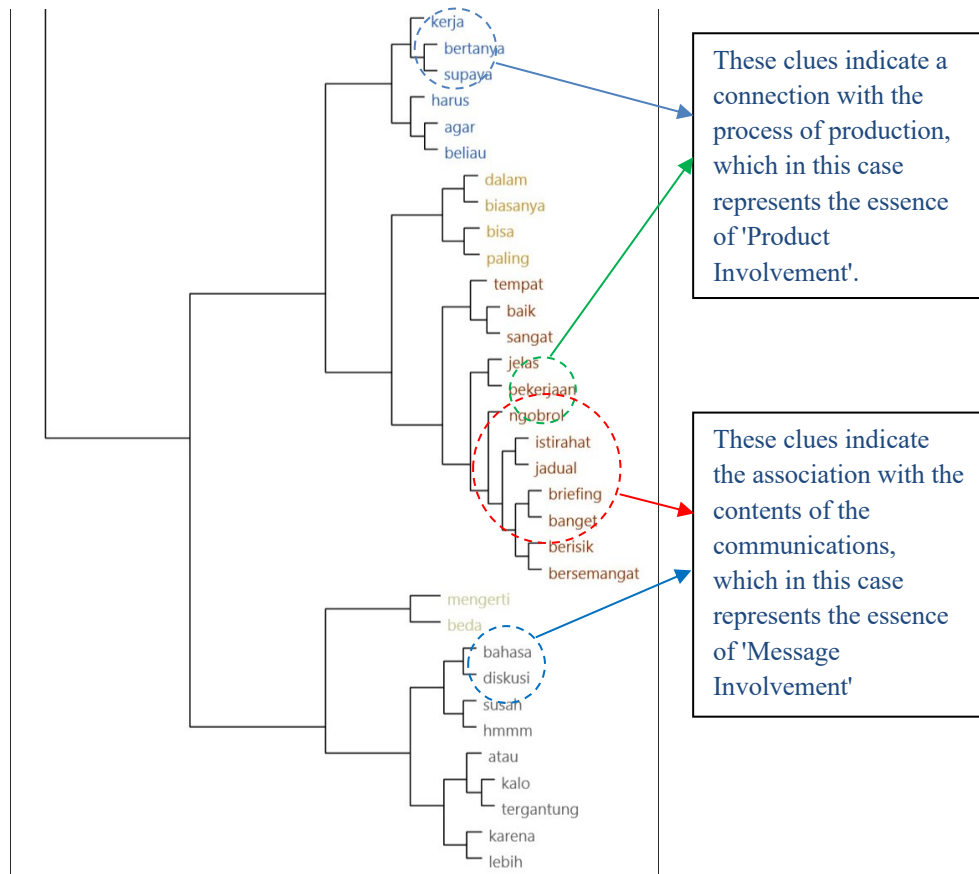 kerja
bertanya
supaya
harus
agar
beliau
dalam
biasanya
bisa
paling
tempat
baik
sangat
jelas
pekerjaan
ngobrol
istirahat
jadual
briefing
banget
berisik
bersemangat
mengerti
beda
bahasa
diskusi
susah
hmmm
atau
kalo
tergantung
karena
lebih
These clues indicate a
connection with the
process of production,
which in this case
represents the essence
of 'Product
Involvement'.
These clues indicate
the association with the
contents of the
communications,
which in this case
represents the essence
of 'Message
Involvement'